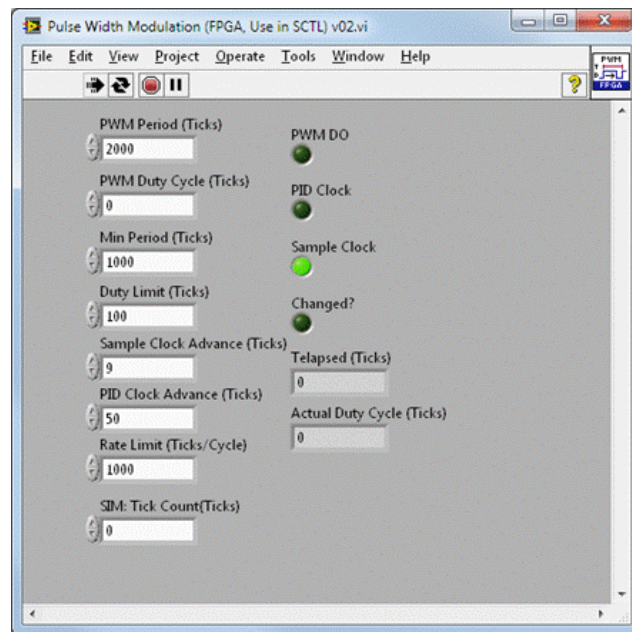 Pulse Width Modulation (FPGA, Use in SCTL) v02.vi
File Edit View Project Operate Tools Window Help
PWM
T
D
FPGA
PWM Period (Ticks)
2000
PWM DO
PWM Duty Cycle (Ticks)
0
PID Clock
Min Period (Ticks)
1000
Sample Clock
Duty Limit (Ticks)
100
Changed?
Sample Clock Advance (Ticks)
9
Telapsed (Ticks)
0
PID Clock Advance (Ticks)
50
Actual Duty Cycle (Ticks)
0
Rate Limit (Ticks/Cycle)
1000
SIM: Tick Count(Ticks)
0